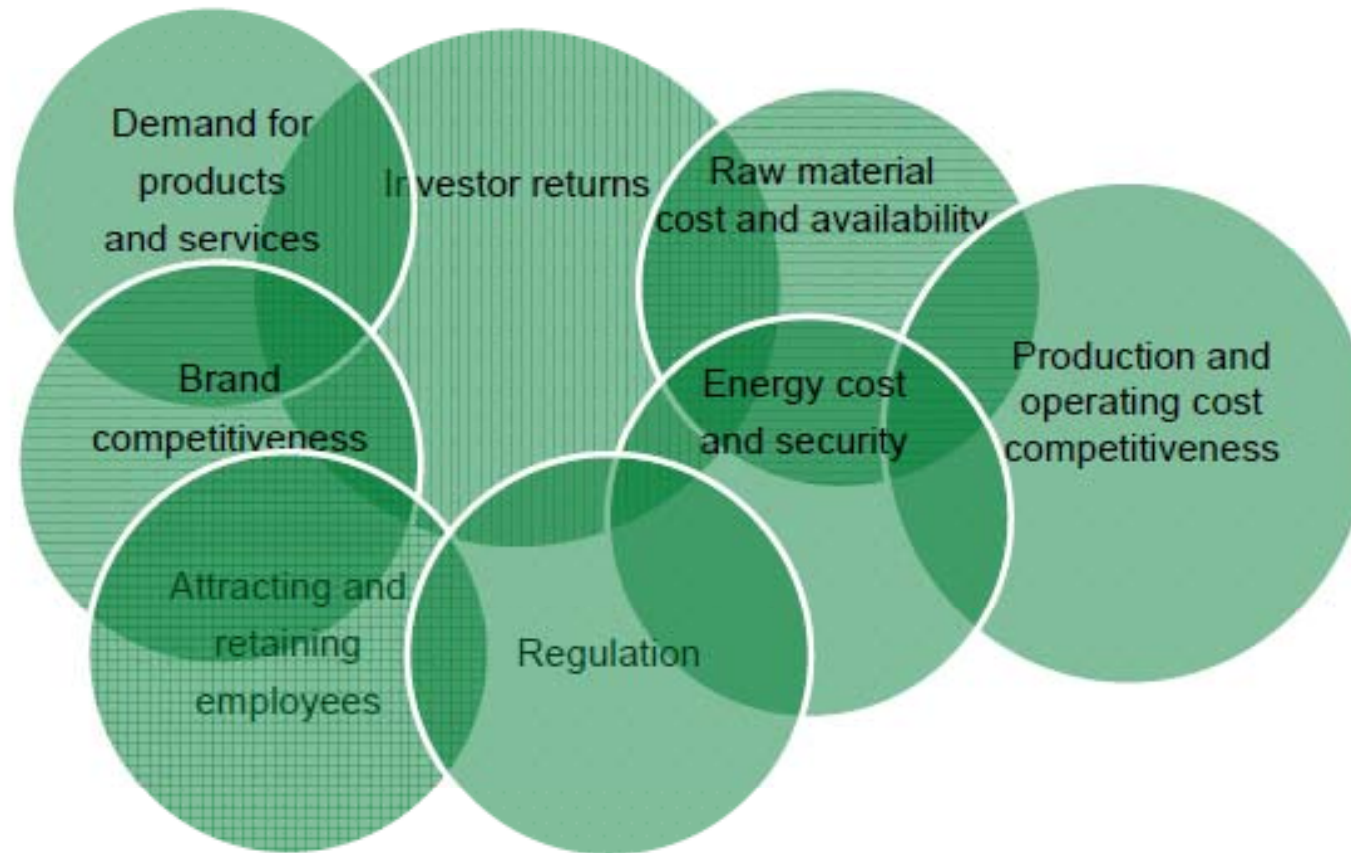 Demand for
products
and services
Investor returns
Raw material
cost and availability
Production and
operating cost
competitiveness
Brand
competitiveness
Energy cost
and security
Attracting and
retaining
employees
Regulation